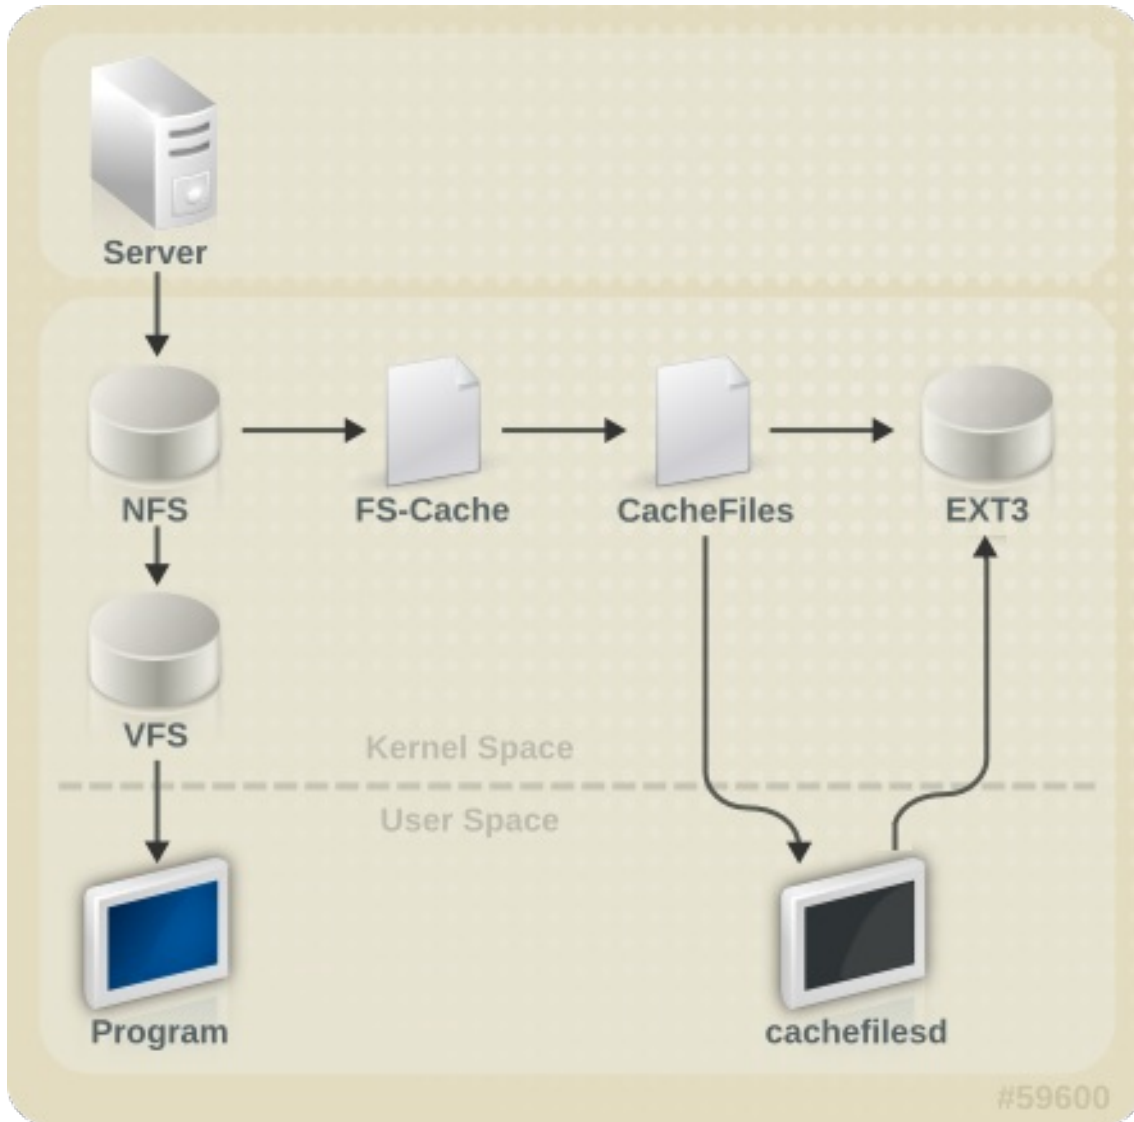 Server
NFS
FS-Cache
CacheFiles
EXT3
VFS
Kernel Space
User Space
Program
cachefilesd
#59600